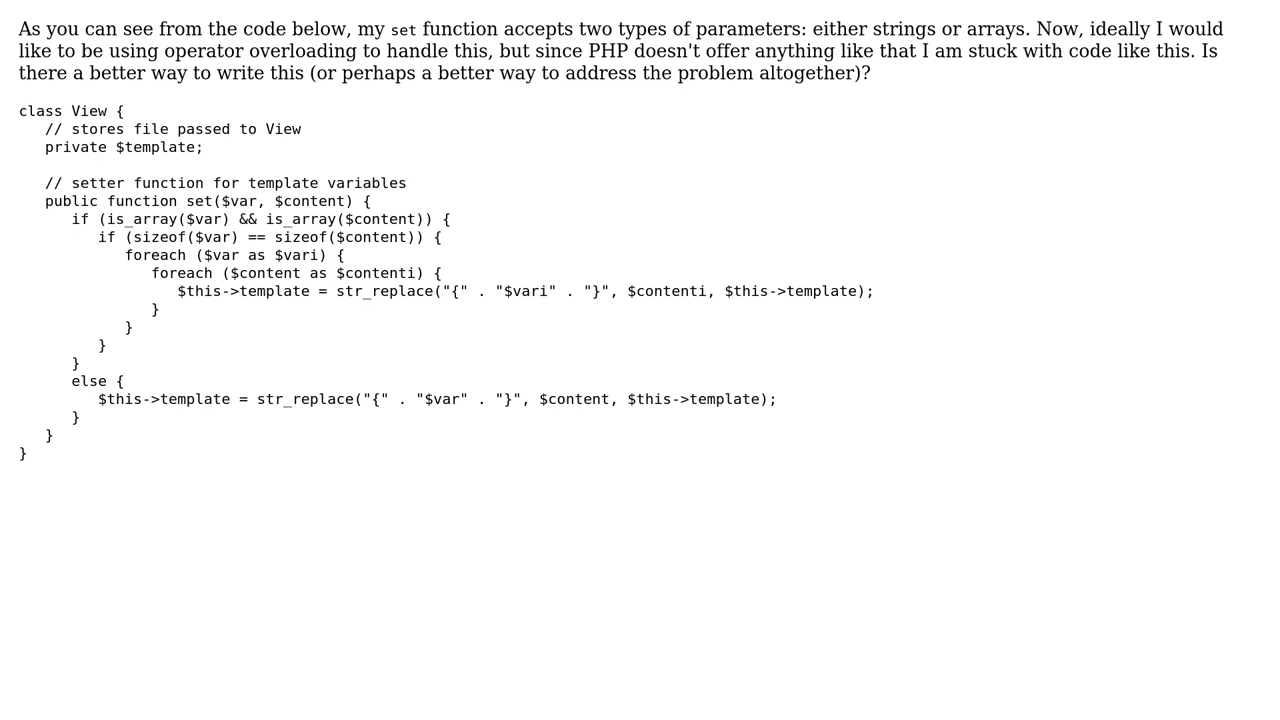 As you can see from the code below, my set function accepts two types of parameters: either strings or arrays. Now, ideally I would
like to be using operator overloading to handle this, but since PHP doesn't offer anything like that I am stuck with code like this. Is
there a better way to write this (or perhaps a better way to address the problem altogether)?
class View {
   // stores file passed to View
   private $template;
   // setter function for template variables
   public function set($var, $content) {
      if (is_array($var) && is_array($content)) {
         if (sizeof($var) == sizeof($content)) {
            foreach ($var as $vari) {
               foreach ($content as $contenti) {
                  $this->template = str_replace("{" . "$vari" . "}", $contenti, $this->template);
               }
            }
         }
      }
      else {
         $this->template = str_replace("{" . "$var" . "}", $content, $this->template);
      }
   }
}